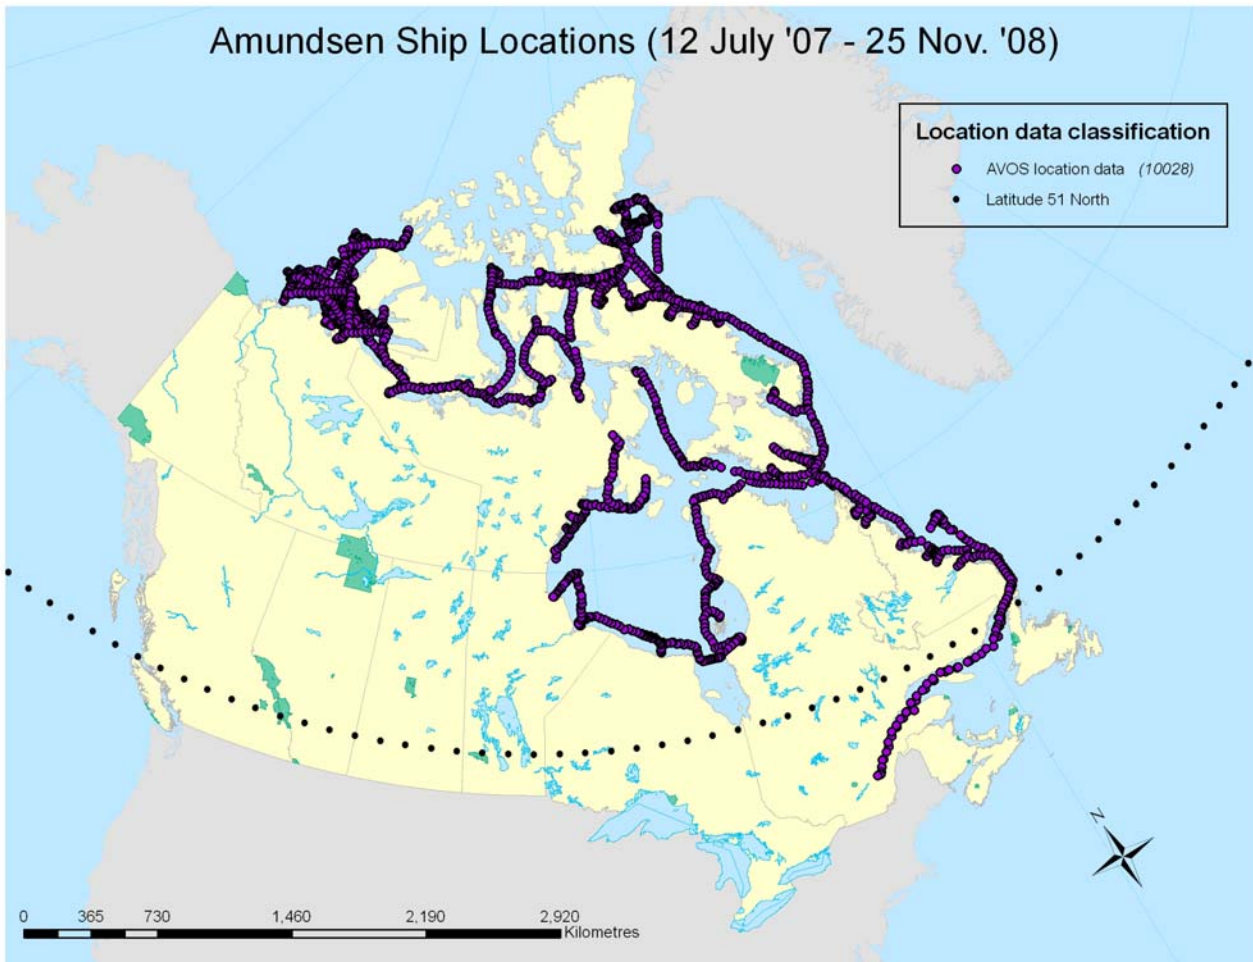 Amundsen Ship Locations (12 July '07 - 25 Nov. '08)
Location data classification
AVOS location data (10028)
Latitude 51 North
N
0 365 730 1,460 2,190 2,920
Kilometres